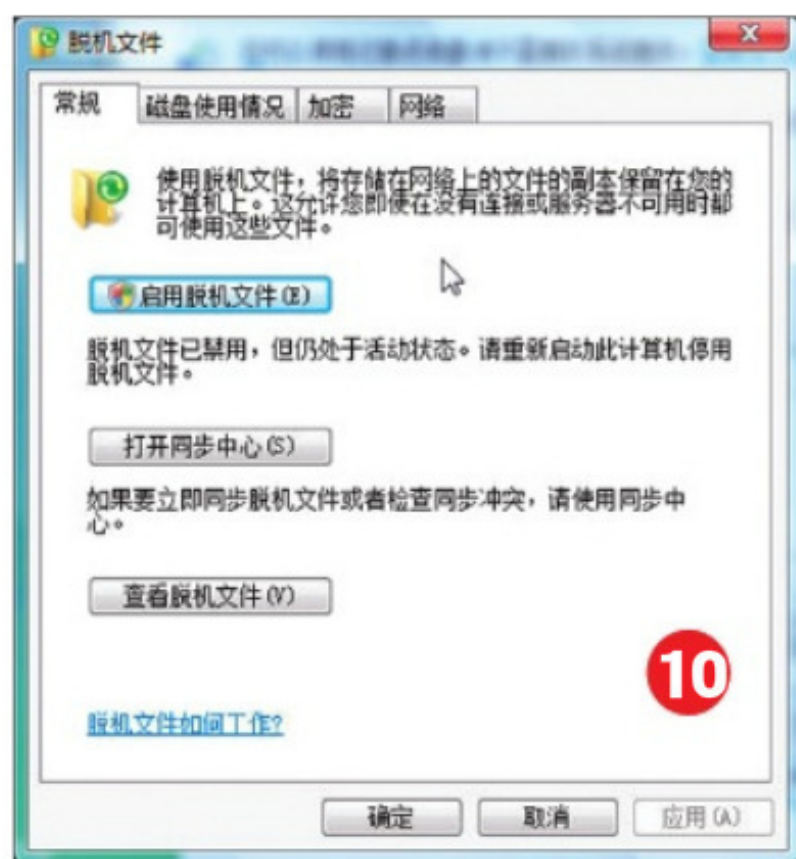 脱机文件
常规 磁盘使用情况 加密 网络
使用脱机文件，将存储在网络上的文件的副本保留在您的
计算机上。这允许您即使在没有连接或服务器不可用时都
可使用这些文件。
启用脱机文件(E)
脱机文件已禁用，但仍处于活动状态。请重新启动此计算机停用
脱机文件。
打开同步中心(S)
如果要立即同步脱机文件或者检查同步冲突，请使用同步中
心。
查看脱机文件(V)
10
脱机文件如何工作?
确定 取消 应用(A)